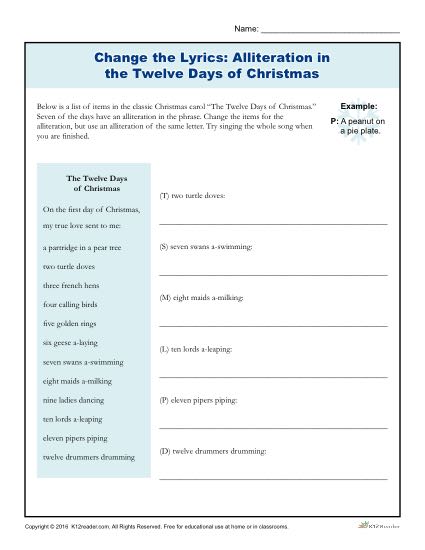 Name:
Change the Lyrics: Alliteration in
the Twelve Days of Christmas
Below is a list of items in the classic Christmas carol “The Twelve Days of Christmas.”
Seven of the days have an alliteration in the phrase. Change the items for the
alliteration, but use an alliteration of the same letter. Try singing the whole song when
you are finished.
Example:
P: A peanut on
a pie plate.
The Twelve Days
of Christmas
On the first day of Christmas,
my true love sent to me:
a partridge in a pear tree
two turtle doves
three french hens
four calling birds
five golden rings
six geese a-laying
seven swans a-swimming
eight maids a-milking
nine ladies dancing
ten lords a-leaping
eleven pipers piping
twelve drummers drumming
(T) two turtle doves:
(S) seven swans a-swimming:
(M) eight maids a-milking:
(L) ten lords a-leaping:
(P) eleven pipers piping:
(D) twelve drummers drumming:
Copyright © 2016 K12reader.com. All Rights Reserved. Free for educational use at home or in classrooms.
K12READER